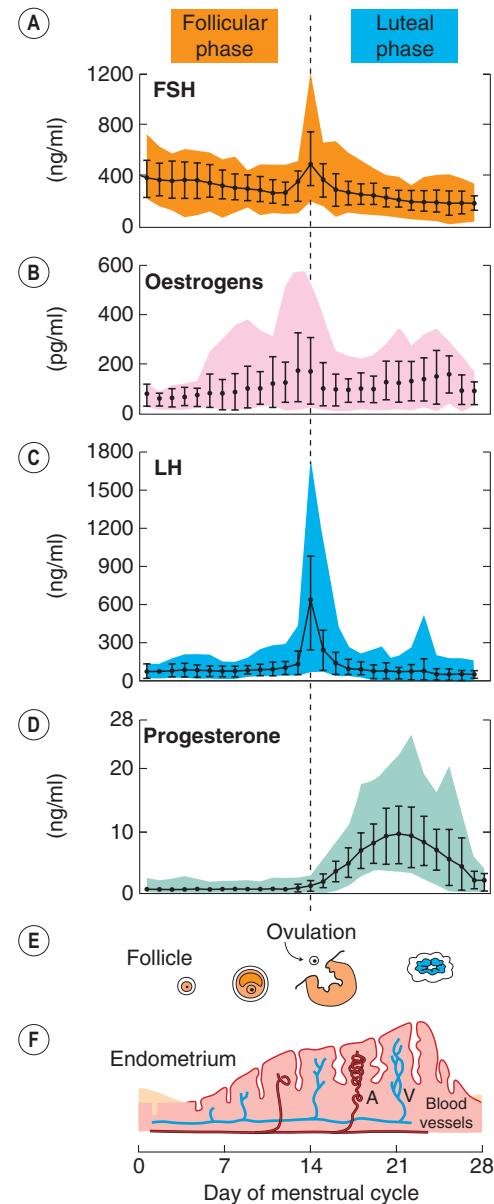 A
Follicular
phase
Luteal
phase
FSH
1200
800
400
0
(ng/ml)
B
Oestrogens
600
400
200
0
(pg/ml)
C
LH
1800
1500
1200
900
600
300
0
(ng/ml)
D
Progesterone
28
20
10
0
(ng/ml)
E
Ovulation
Follicle
F
Endometrium
A
V
Blood
vessels
0
7
14
21
28
Day of menstrual cycle